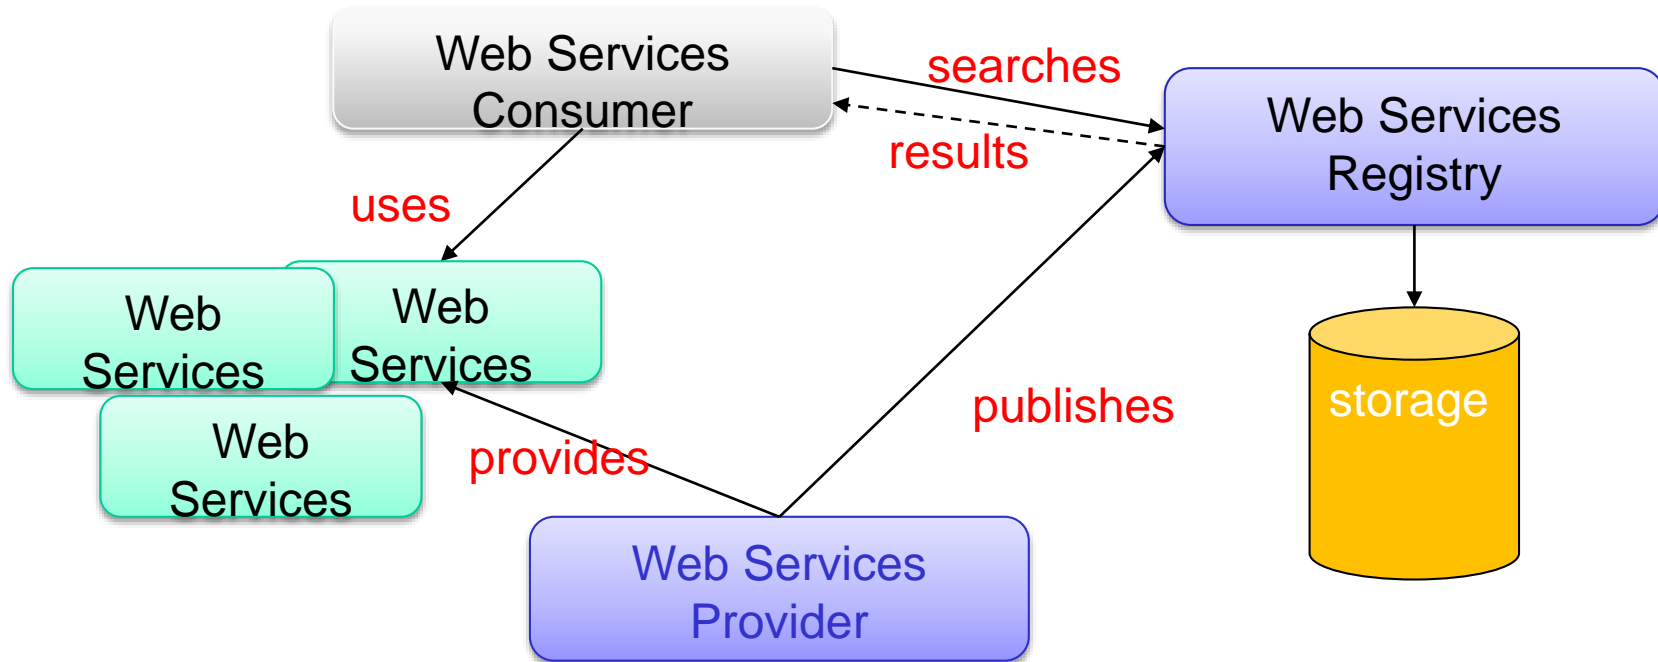 Web Services
Consumer
searches
results
Web Services
Registry
uses
Web
Services
Web
Services
Web
Services
provides
publishes
storage
Web Services
Provider